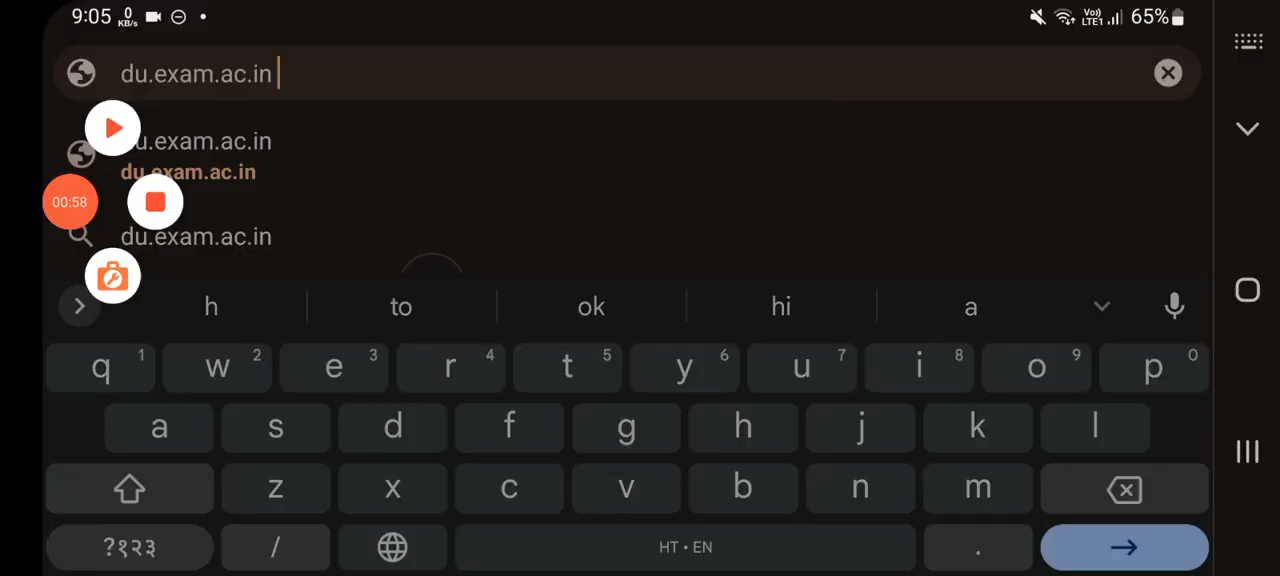 9:05 0 KB/s Vo) LTE1 65%
du.exam.ac.in
du.exam.ac.in
du.exam.ac.in
00:58
du.exam.ac.in
h to ok hi a
q 1 w 2 e 3 r 4 t 5 y 6 u 7 i 8 o 9 p 0
a s d f g h j k l
z x c v b n m
?१२३ / HT • EN .